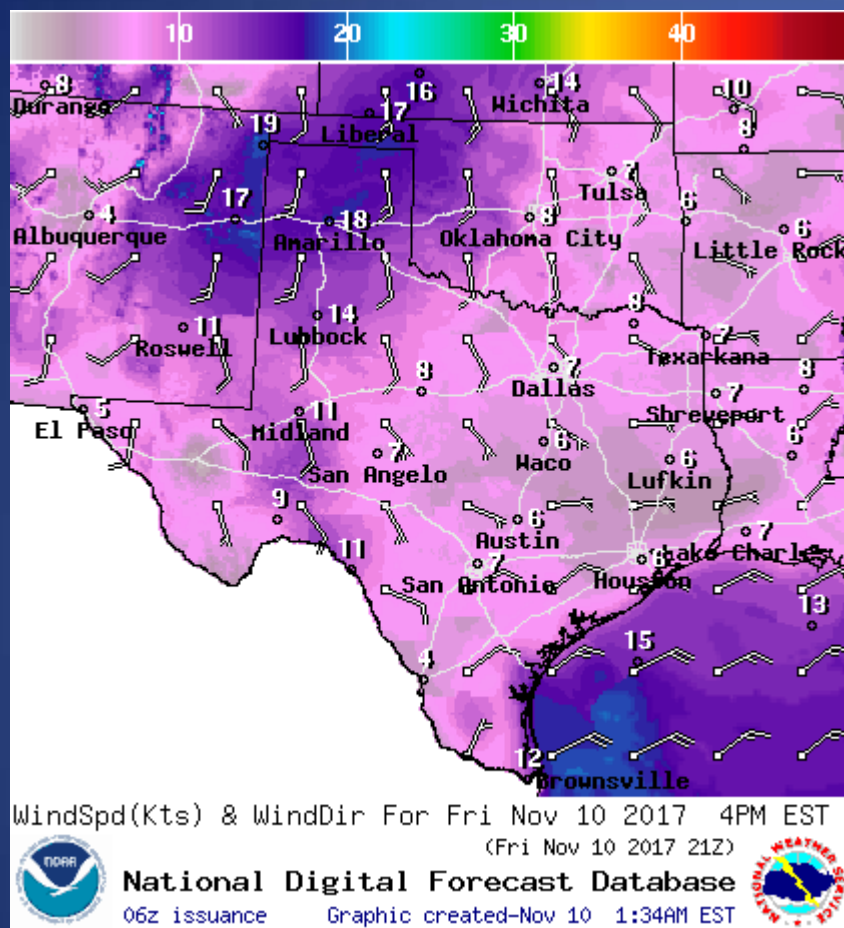 10 20 30 40
8 16 14 10
Durango 17 Wichita
Liberal
19 8
7
Tulsa
4 17 18 8 6 6
Albuquerque Amarillo Oklahoma City Little Rock
11 14 8 7
Roswell Lubbock Texarkana
7
Dallas
8 7 8
5 11 Shreveport
El Paso Midland 7 6 6 6
San Angelo Waco Lufkin
9 6 7
Austin Lake Charles
11 7 6
San Antonio Houston
13
15
4
12
Brownsville
WindSpd(Kts) & WindDir For Fri Nov 10 2017 4PM EST
(Fri Nov 10 2017 21Z)
NOAA
National Digital Forecast Database
06z issuance Graphic created-Nov 10 1:34AM EST
NATIONAL WEATHER SERVICE